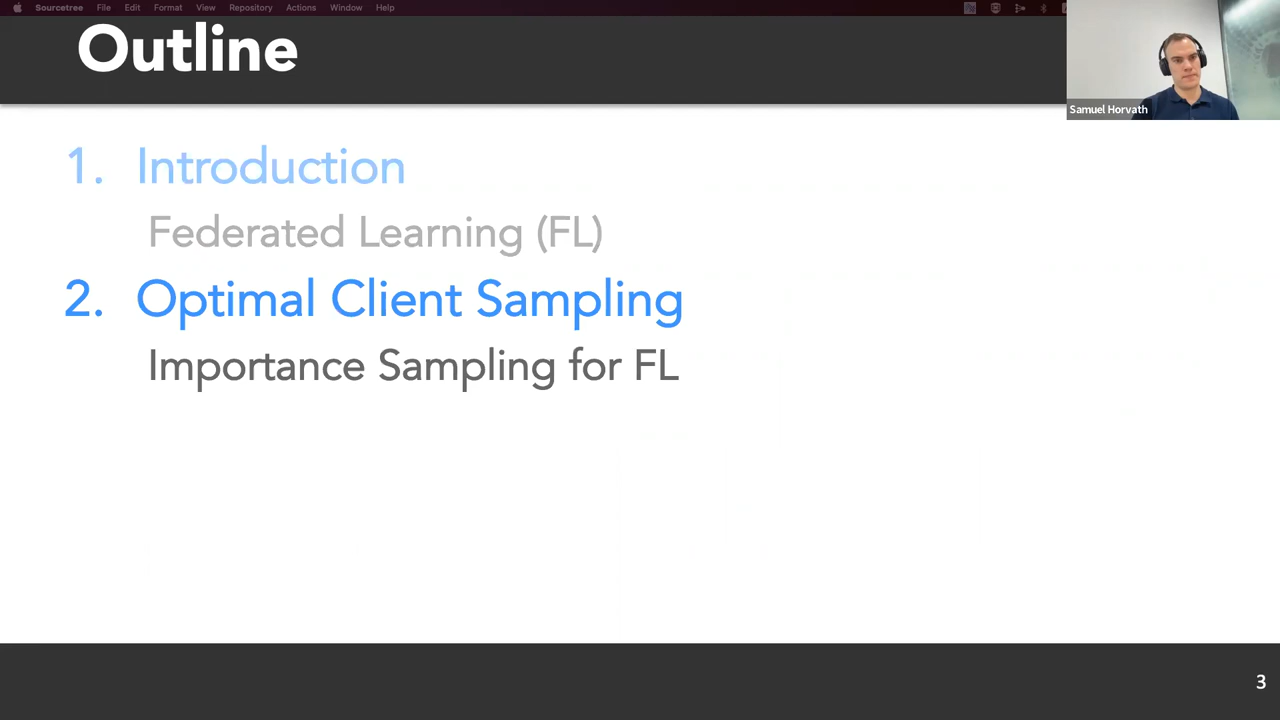 Sourcetree File Edit Format View Repository Actions Window Help
Outline
Samuel Horvath
1. Introduction
Federated Learning (FL)
2. Optimal Client Sampling
Importance Sampling for FL
3